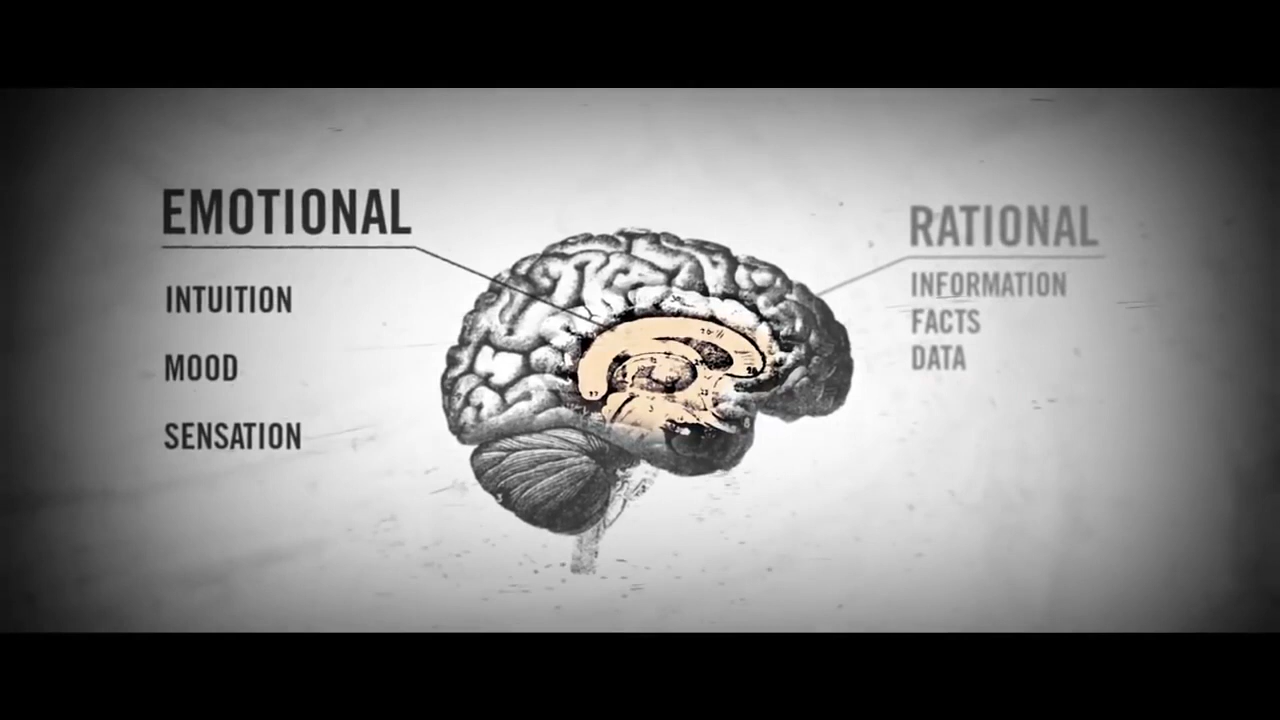 EMOTIONAL
INTUITION
MOOD
SENSATION
RATIONAL
INFORMATION
FACTS
DATA